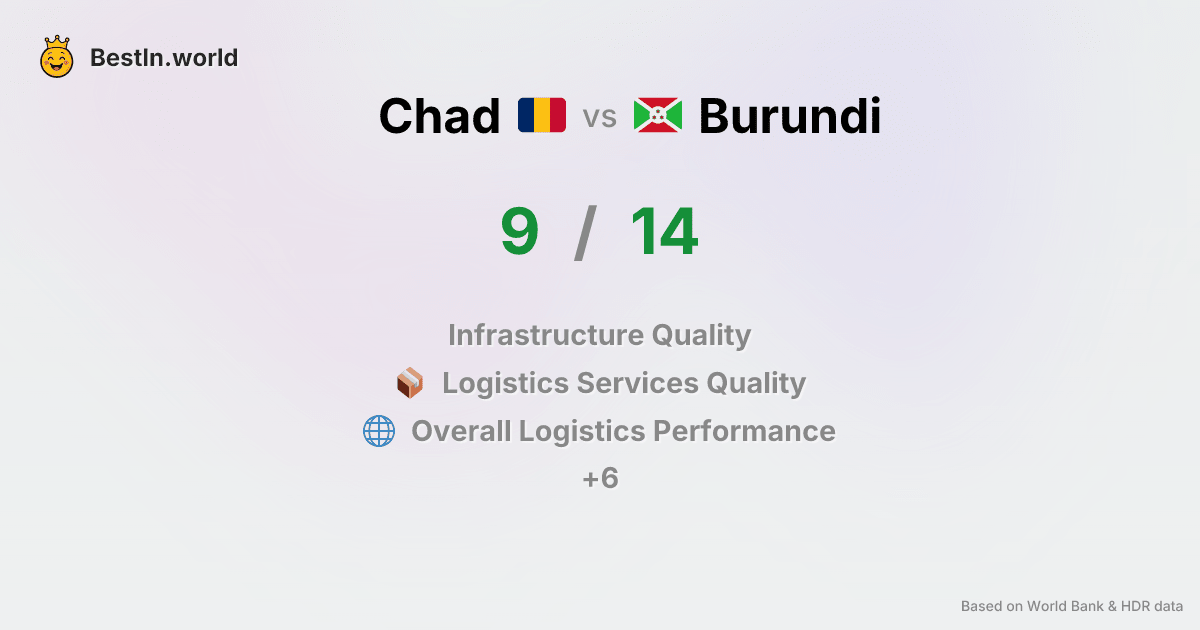 BestIn.world
Chad vs Burundi
9 / 14
Infrastructure Quality
Logistics Services Quality
Overall Logistics Performance
+6
Based on World Bank & HDR data